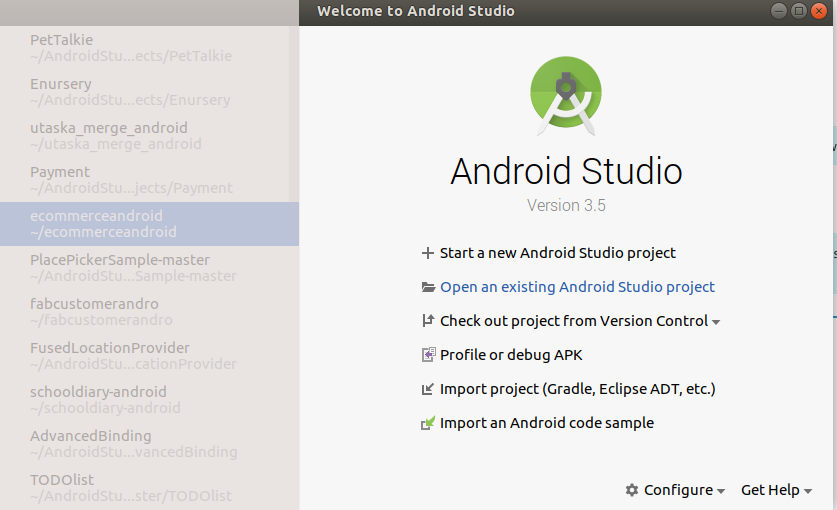 Welcome to Android Studio
PetTalkie
~/AndroidStu...ects/PetTalkie
Enursery
~/AndroidStu...ects/Enursery
utaska_merge_android
~/utaska_merge_android
Payment
~/AndroidStu...jects/Payment
ecommerceandroid
~/ecommerceandroid
PlacePickerSample-master
~/AndroidStu...Sample-master
fabcustomerandro
~/fabcustomerandro
FusedLocationProvider
~/AndroidStu...cationProvider
schooldiary-android
~/schooldiary-android
AdvancedBinding
~/AndroidStu...vancedBinding
TODOlist
~/AndroidStu...ster/TODOlist
Android Studio
Version 3.5
Start a new Android Studio project
Open an existing Android Studio project
Check out project from Version Control
Profile or debug APK
Import project (Gradle, Eclipse ADT, etc.)
Import an Android code sample
Configure
Get Help